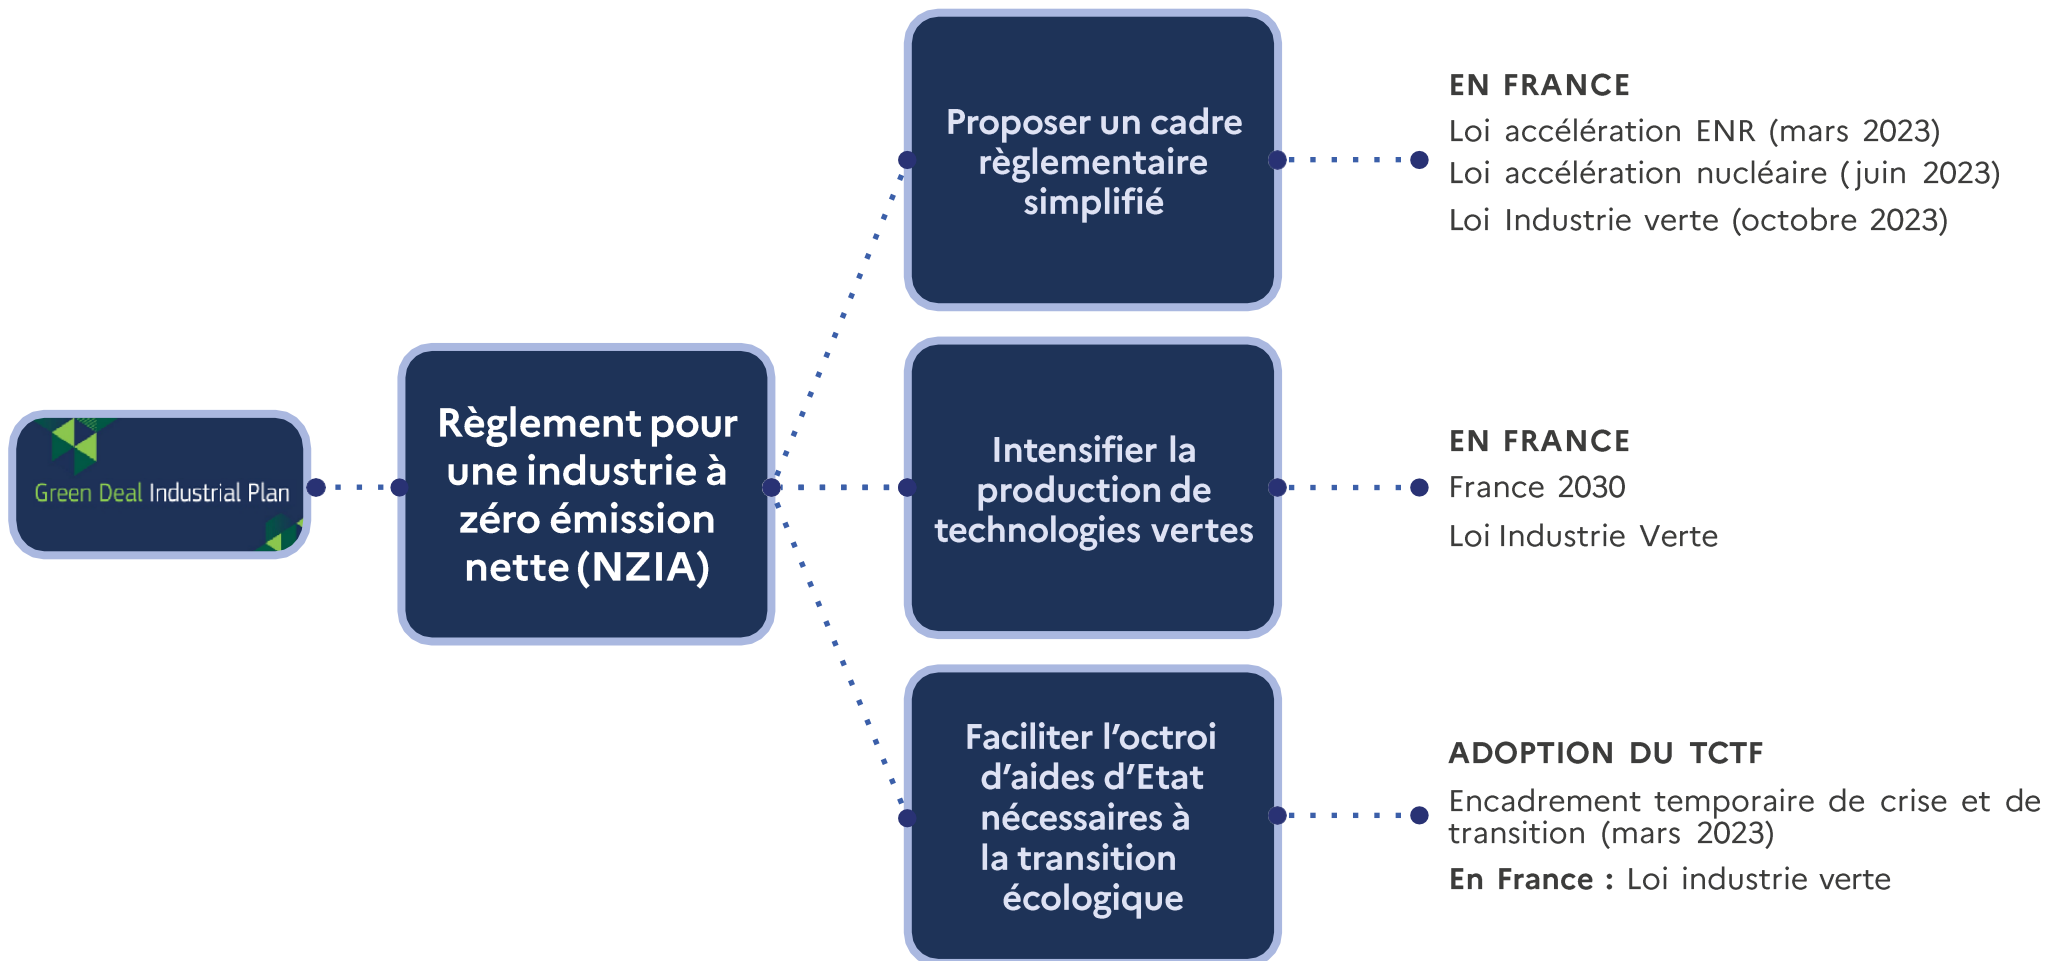 Green Deal Industrial Plan
Règlement pour
une industrie à
zéro émission
nette (NZIA)
Proposer un cadre
règlementaire
simplifié
EN FRANCE
Loi accélération ENR (mars 2023)
Loi accélération nucléaire (juin 2023)
Loi Industrie verte (octobre 2023)
Intensifier la
production de
technologies vertes
EN FRANCE
France 2030
Loi Industrie Verte
Faciliter l’octroi
d’aides d’Etat
nécessaires à
la transition
écologique
ADOPTION DU TCTF
Encadrement temporaire de crise et de
transition (mars 2023)
En France : Loi industrie verte